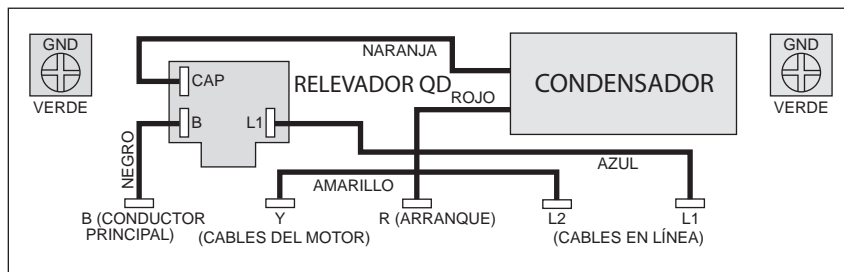 GND
VERDE
NARANJA
CAP
RELEVADOR QD
ROJO
CONDENSADOR
GND
VERDE
B
L1
NEGRO
AZUL
AMARILLO
B (CONDUCTOR
PRINCIPAL)
Y
R (ARRANQUE)
L2
L1
(CABLES DEL MOTOR)
(CABLES EN LÍNEA)